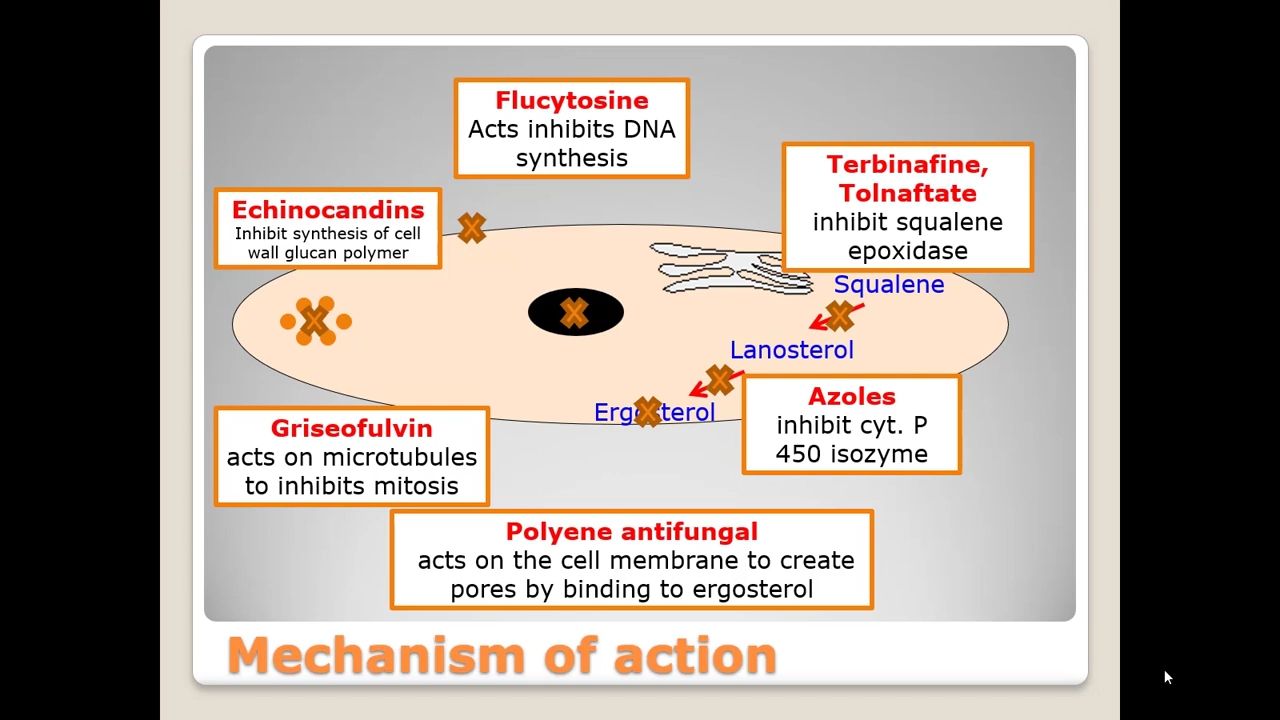 Flucytosine
Acts inhibits DNA
synthesis
Terbinafine,
Tolnaftate
inhibit squalene
epoxidase
Echinocandins
Inhibit synthesis of cell
wall glucan polymer
Squalene
Lanosterol
Ergosterol
Azoles
inhibit cyt. P
450 isozyme
Griseofulvin
acts on microtubules
to inhibits mitosis
Polyene antifungal
acts on the cell membrane to create
pores by binding to ergosterol
Mechanism of action